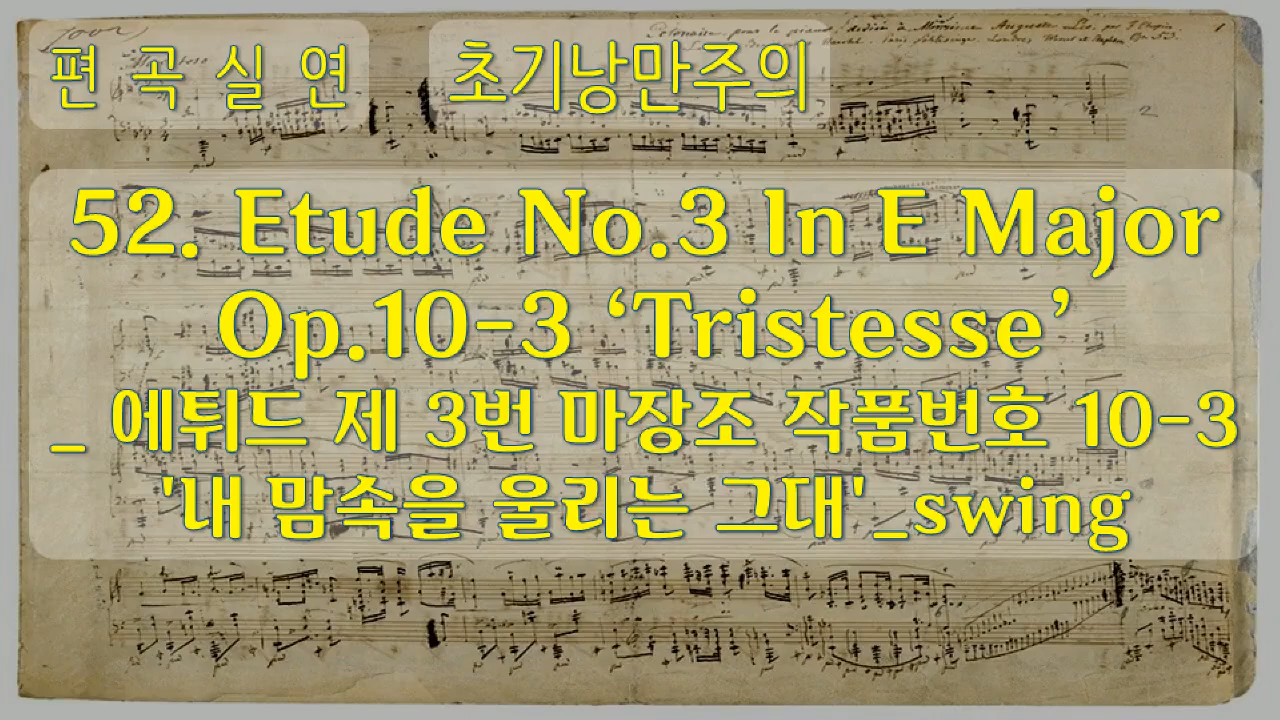 편 곡 실 연
초기낭만주의
52. Etude No.3 In E Major
Op.10-3 ‘Tristesse’
_ 에튀드 제 3번 마장조 작품번호 10-3
'내 맘속을 울리는 그대'_swing